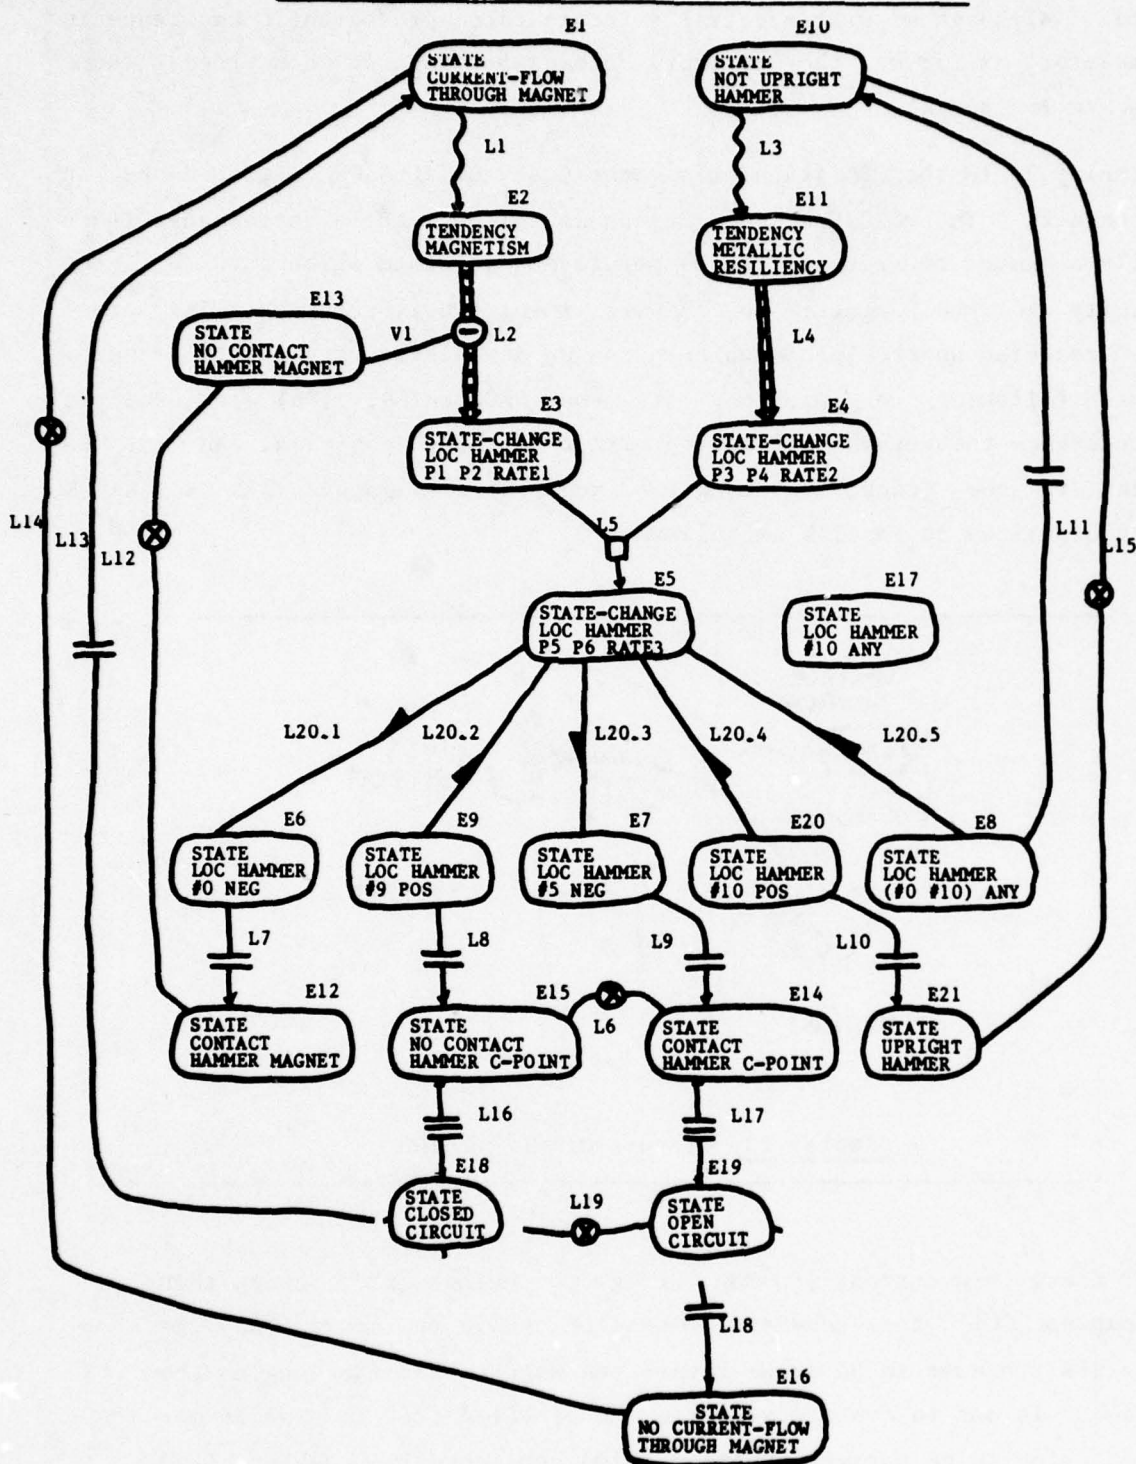 E1
STATE
CURRENT-FLOW
THROUGH MAGNET
E10
STATE
NOT UPRIGHT
HAMMER
L1
L3
E2
TENDENCY
MAGNETISM
E11
TENDENCY
METALLIC
RESILIENCY
E13
STATE
NO CONTACT
HAMMER MAGNET
V1
L2
L4
E3
STATE-CHANGE
LOC HAMMER
P1 P2 RATE1
E4
STATE-CHANGE
LOC HAMMER
P3 P4 RATE2
L14
L13
L12
L5
L11
L15
E5
STATE-CHANGE
LOC HAMMER
P5 P6 RATE3
E17
STATE
LOC HAMMER
#10 ANY
L20.1
L20.2
L20.3
L20.4
L20.5
E6
STATE
LOC HAMMER
#0 NEG
E9
STATE
LOC HAMMER
#9 POS
E7
STATE
LOC HAMMER
#5 NEG
E20
STATE
LOC HAMMER
#10 POS
E8
STATE
LOC HAMMER
(#0 #10) ANY
L7
L8
L9
L10
E12
STATE
CONTACT
HAMMER MAGNET
E15
STATE
NO CONTACT
HAMMER C-POINT
L6
E14
STATE
CONTACT
HAMMER C-POINT
E21
STATE
UPRIGHT
HAMMER
L16
L17
E18
STATE
CLOSED
CIRCUIT
L19
E19
STATE
OPEN
CIRCUIT
L18
E16
STATE
NO CURRENT-FLOW
THROUGH MAGNET